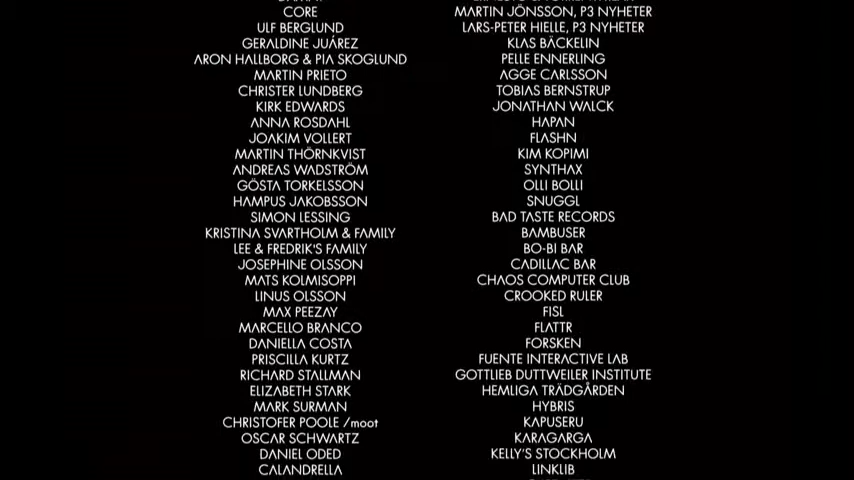 CORE
ULF BERGLUND
GERALDINE JUÁREZ
ARON HALLBORG & PIA SKOGLUND
MARTIN PRIETO
CHRISTER LUNDBERG
KIRK EDWARDS
ANNA ROSDAHL
JOAKIM VOLLERT
MARTIN THÖRNKVIST
ANDREAS WADSTRÖM
GÖSTA TORKELSSON
HAMPUS JAKOBSSON
SIMON LESSING
KRISTINA SVARTHOLM & FAMILY
LEE & FREDRIK'S FAMILY
JOSEPHINE OLSSON
MATS KOLMISOPPI
LINUS OLSSON
MAX PEEZAY
MARCELLO BRANCO
DANIELLA COSTA
PRISCILLA KURTZ
RICHARD STALLMAN
ELIZABETH STARK
MARK SURMAN
CHRISTOFER POOLE /moot
OSCAR SCHWARTZ
DANIEL ODED
CALANDRELLA
MARTIN JÖNSSON, P3 NYHETER
LARS-PETER HIELLE, P3 NYHETER
KLAS BÄCKELIN
PELLE ENNERLING
AGGE CARLSSON
TOBIAS BERNSTRUP
JONATHAN WALCK
HAPAN
FLASHN
KIM KOPIMI
SYNTHAX
OLLI BOLLI
SNUGGL
BAD TASTE RECORDS
BAMBUSER
BO-BI BAR
CADILLAC BAR
CHAOS COMPUTER CLUB
CROOKED RULER
FISL
FLATTR
FORSKEN
FUENTE INTERACTIVE LAB
GOTTLIEB DUTTWEILER INSTITUTE
HEMLIGA TRÄDGÅRDEN
HYBRIS
KAPUSERU
KARAGARGA
KELLY'S STOCKHOLM
LINKLIB